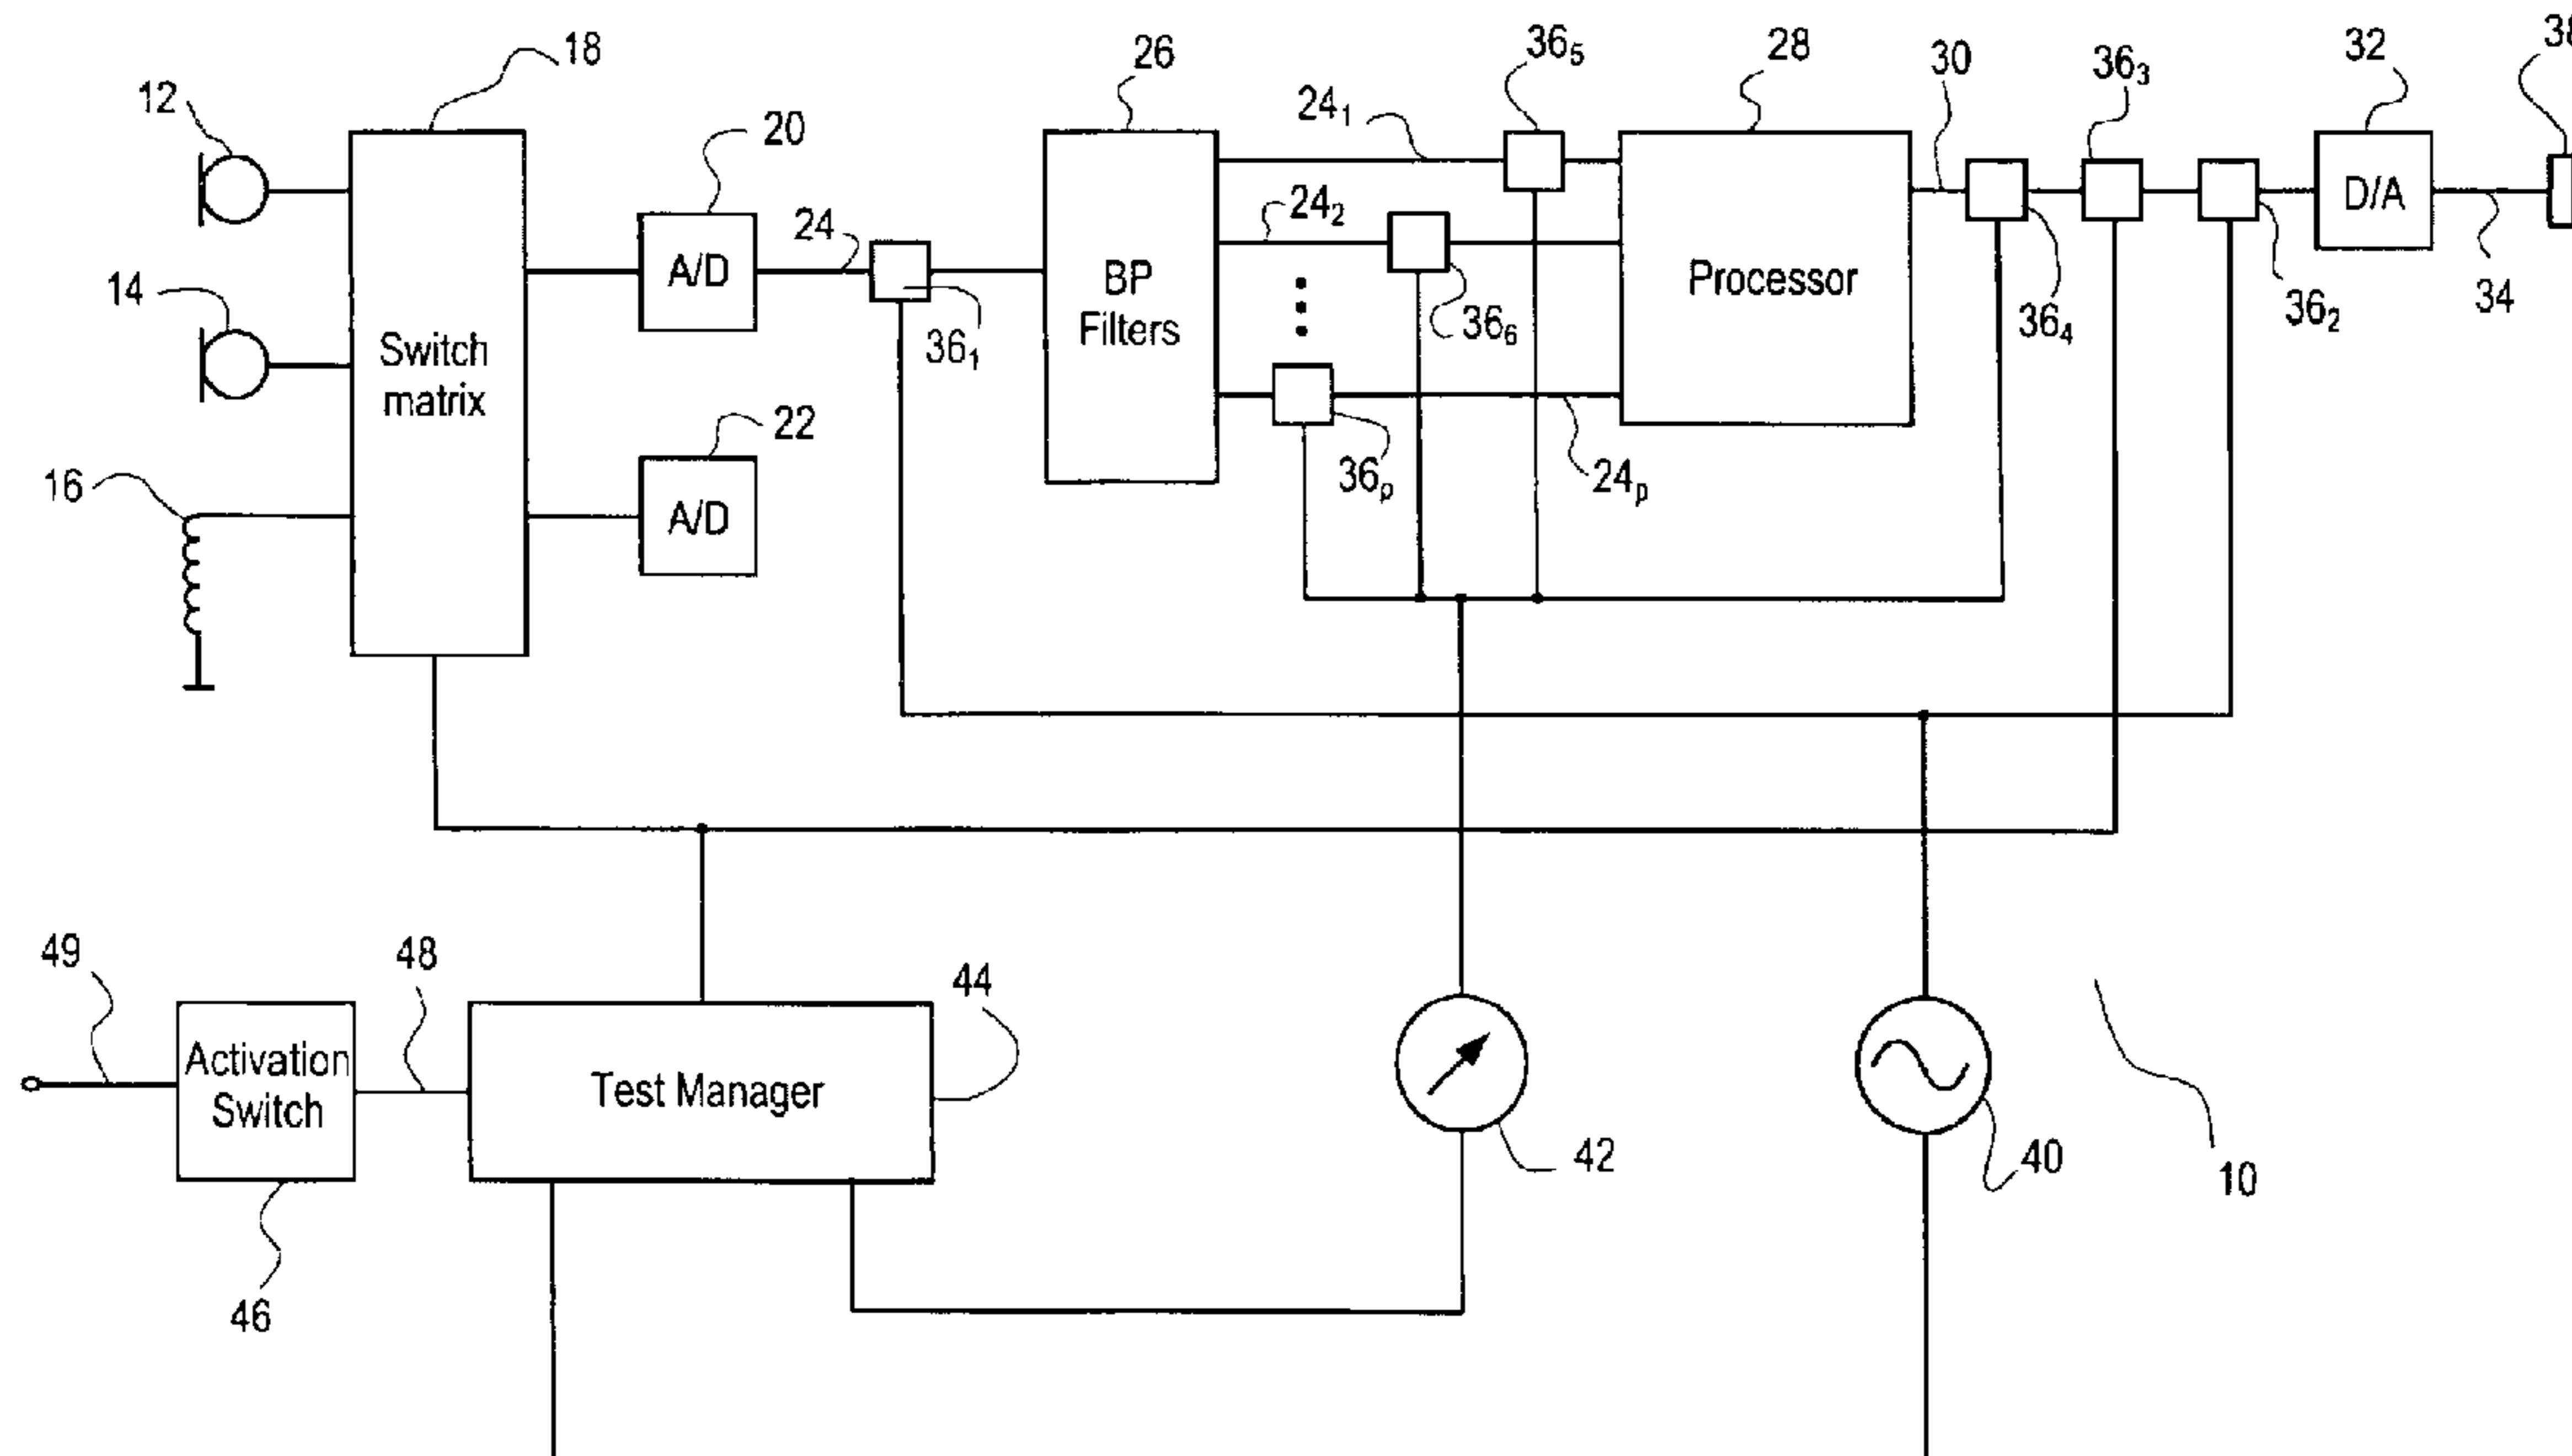 12
18
20
24
26
24₁
36₅
28
30
36₃
32
38
14
Switch
matrix
A/D
36₁
BP
Filters
24₂
36₆
Processor
36₄
36₂
D/A
34
16
22
A/D
36ₚ
24ₚ
49
48
44
Activation
Switch
Test Manager
42
40
10
46